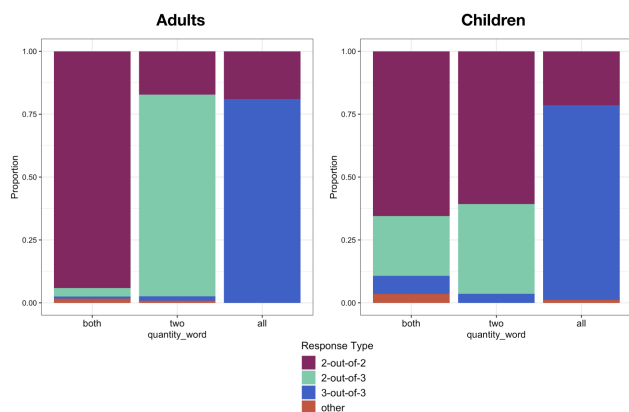 Adults
Children
1.00
0.75
0.50
0.25
0.00
Proportion
both two all
quantity_word
1.00
0.75
0.50
0.25
0.00
Proportion
both two all
quantity_word
Response Type
2-out-of-2
2-out-of-3
3-out-of-3
other